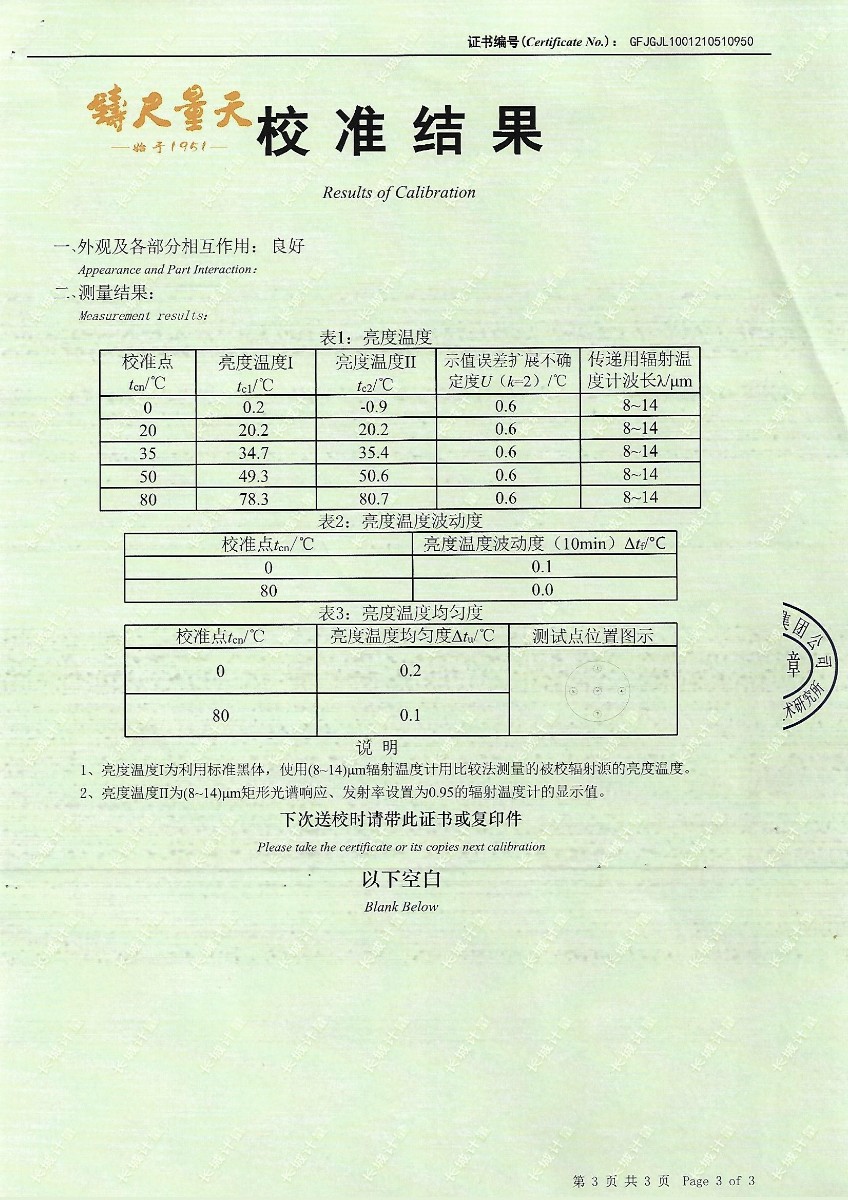 证书编号(Certificate No.)： GFJGJL1001210510950
铸尺量天
—始于1951—
校准结果
Results of Calibration
一、外观及各部分相互作用： 良好
Appearance and Part Interaction:
二、测量结果：
Measurement results:
表1：亮度温度
校准点 tcn/℃ 亮度温度I tc1/℃ 亮度温度II tc2/℃ 示值误差扩展不确定度U（k=2）/℃ 传递用辐射温度计波长λ/μm
0 0.2 -0.9 0.6 8~14
20 20.2 20.2 0.6 8~14
35 34.7 35.4 0.6 8~14
50 49.3 50.6 0.6 8~14
80 78.3 80.7 0.6 8~14
表2：亮度温度波动度
校准点tcn/℃ 亮度温度波动度（10min）Δtf/℃
0 0.1
80 0.0
表3：亮度温度均匀度
校准点tcn/℃ 亮度温度均匀度Δtu/℃ 测试点位置图示
0 0.2
80 0.1
说 明
1、亮度温度I为利用标准黑体，使用(8~14)μm辐射温度计用比较法测量的被校辐射源的亮度温度。
2、亮度温度II为(8~14)μm矩形光谱响应、发射率设置为0.95的辐射温度计的显示值。
下次送校时请带此证书或复印件
Please take the certificate or its copies next calibration
以下空白
Blank Below
集团公司
章
术研究所
第 3 页 共 3 页 Page 3 of 3